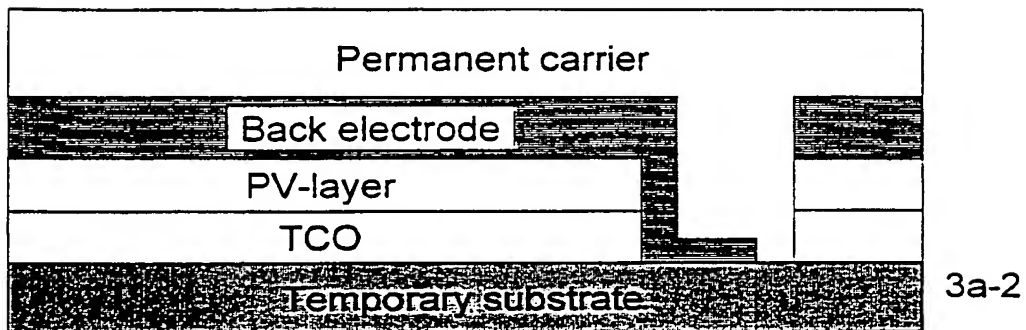 Permanent carrier
Back electrode
PV-layer
TCO
Temporary substrate
3a-2